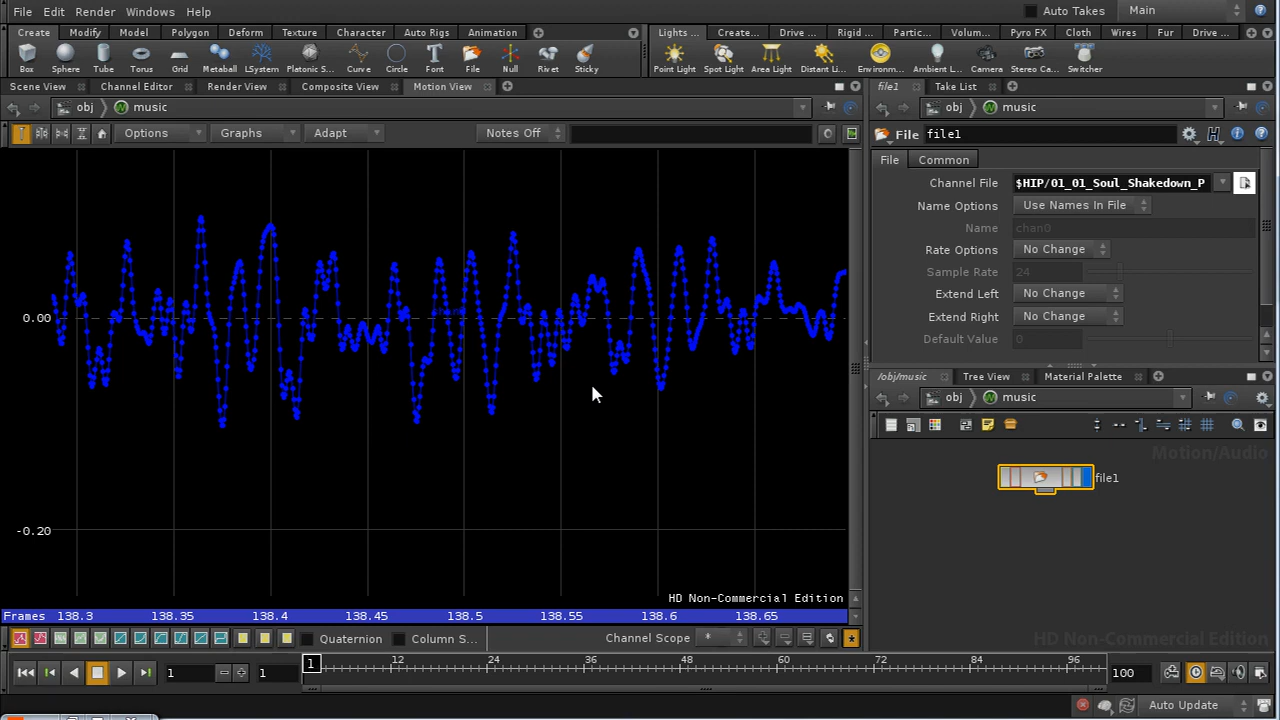 File Edit Render Windows Help Auto Takes Main
Create Modify Model Polygon Deform Texture Character Auto Rigs Animation Lights ... Create... Drive ... Rigid ... Partic... Volum... Pyro FX Cloth Wires Fur Drive ...
Box Sphere Tube Torus Grid Metaball LSystem Platonic S... Curve Circle Font File Null Rivet Sticky Point Light Spot Light Area Light Distant Li... Environm... Ambient L... Camera Stereo Ca... Switcher
Scene View Channel Editor Render View Composite View Motion View file1 Take List
obj music obj music
Options Graphs Adapt Notes Off File file1
File Common
Channel File $HIP/01_01_Soul_Shakedown_P
Name Options Use Names In File
Name chan0
Rate Options No Change
Sample Rate 24
Extend Left No Change
0.00 Extend Right No Change
Default Value 0
/obj/music Tree View Material Palette
obj music
Motion/Audio
file1
-0.20
HD Non-Commercial Edition
Frames 138.3 138.35 138.4 138.45 138.5 138.55 138.6 138.65
Quaternion Column S... Channel Scope * HD Non-Commercial Edition
1 1 1 12 24 36 48 60 72 84 96 100
Auto Update